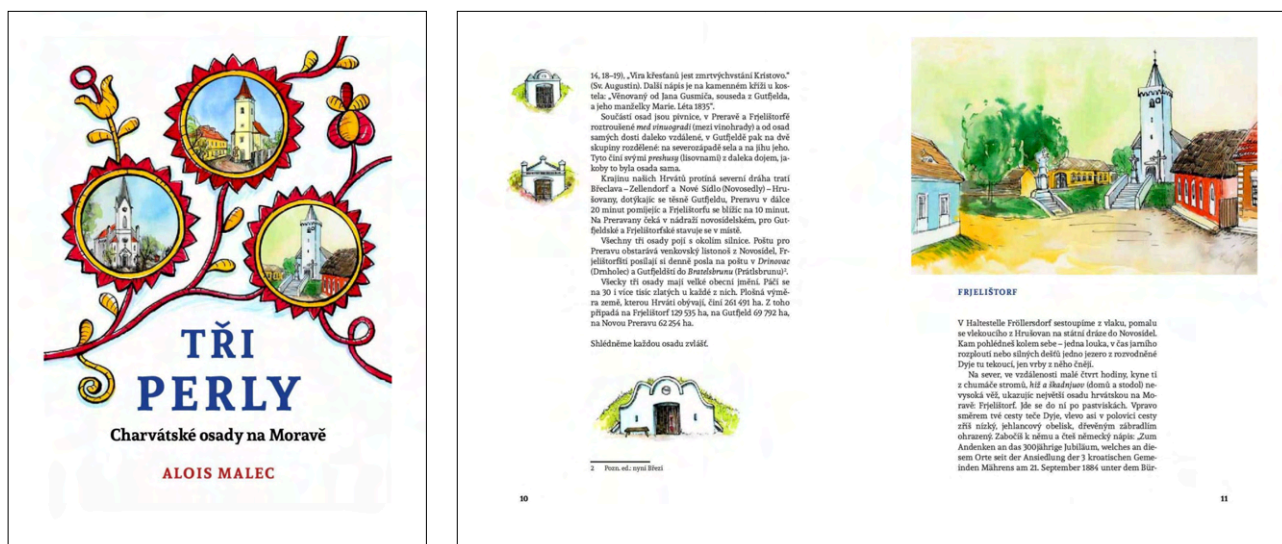 TŘI
PERLY
Charvátské osady na Moravě
ALOIS MALEC
14, 18–19), „Víra křesťanů jest zmrtvýchvstání Kristovo.“
(Sv. Augustin). Další nápis je na kamenném kříži u kos-
tela: „Věnovaný od Jana Gusmiča, souseda z Gutfjelda,
a jeho manželky Marie. Léta 1835“.
Součástí osad jsou pivnice, v Preravě a Frjelištorfě
roztroušené med vinuogradi (mezi vinohrady) a od osad
samých dosti daleko vzdálené, v Gutfjeldě pak na dvě
skupiny rozdělené: na severozápadě sela a na jihu jeho.
Tyto činí svými preshusy (lisovnami) z daleka dojem, ja-
koby to byla osada sama.
Krajinu našich Hrvátů protíná severní dráha tratí
Břeclava – Zellendorf a Nové Sídlo (Novosedly) – Hru-
šovany, dotýkajíc se těsně Gutfjeldu, Preravu v dálce
20 minut pomíjejíc a Frjelištorfu se blížíc na 10 minut.
Na Preravany čeká v nádraží novosídelském, pro Gut-
fjeldské a Frjelištorfské stavuje se v místě.
Všechny tři osady pojí s okolím silnice. Poštu pro
Preravu obstarává venkovský listonoš z Novosídel, Fr-
jelištorfští posílají si denně posla na poštu v Drinovac
(Drnholec) a Gutfjeldští do Bratelsbrunu (Prátlsbrunu)².
Všecky tři osady mají velké obecní jmění. Páčí se
na 30 i více tisíc zlatých u každé z nich. Plošná výmě-
ra země, kterou Hrváti obývají, činí 261 491 ha. Z toho
připadá na Frjelištorf 129 535 ha, na Gutfjeld 69 792 ha,
na Novou Preravu 62 254 ha.
Shlédněme každou osadu zvlášť.
2 Pozn. ed.: nyní Březí
10
FRJELIŠTORF
V Haltestelle Fröllersdorf sestoupíme z vlaku, pomalu
se vlekoucího z Hrušovan na státní dráze do Novosídel.
Kam pohlédneš kolem sebe – jedna louka, v čas jarního
rozploutí nebo silných dešťů jedno jezero z rozvodněné
Dyje tu tekoucí, jen vrby z něho čnějí.
Na sever, ve vzdálenosti malé čtvrt hodiny, kyne ti
z chumáče stromů, híž a škadnjuov (domů a stodol) ne-
vysoká věž, ukazujíc největší osadu hrvátskou na Mo-
ravě: Frjelištorf. Jde se do ní po pastviskách. Vpravo
směrem tvé cesty teče Dyje, vlevo asi v polovici cesty
zříš nízký, jehlancový obelisk, dřevěným zábradlím
ohrazený. Zabočíš k němu a čteš německý nápis: „Zum
Andenken an das 300jährige Jubiläum, welches an die-
sem Orte seit der Ansiedlung der 3 kroatischen Geme-
inden Mährens am 21. September 1884 unter dem Bür-
11